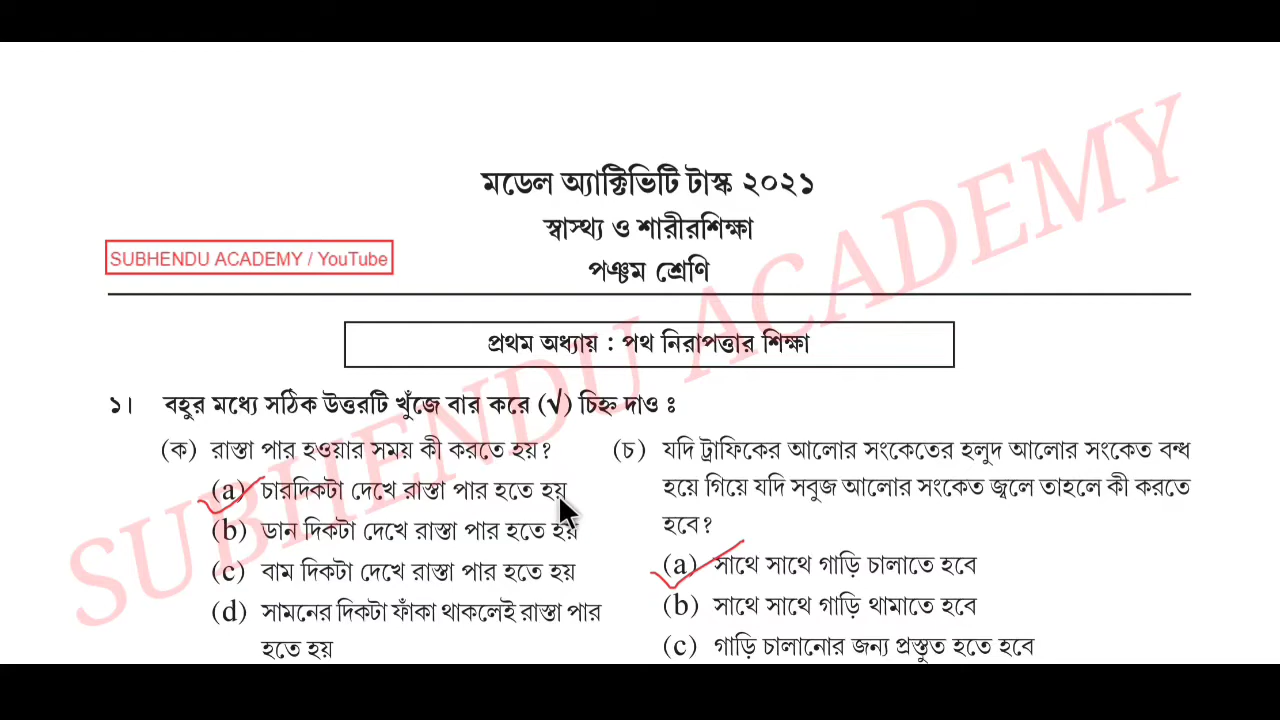 মডেল অ্যাক্টিভিটি টাস্ক ২০২১
স্বাস্থ্য ও শারীরশিক্ষা
SUBHENDU ACADEMY / YouTube
পঞ্চম শ্রেণি
প্রথম অধ্যায় : পথ নিরাপত্তার শিক্ষা
১। বহুর মধ্যে সঠিক উত্তরটি খুঁজে বার করে (√) চিহ্ন দাও ঃ
(ক) রাস্তা পার হওয়ার সময় কী করতে হয়?
(a) চারদিকটা দেখে রাস্তা পার হতে হয়
(b) ডান দিকটা দেখে রাস্তা পার হতে হয়
(c) বাম দিকটা দেখে রাস্তা পার হতে হয়
(d) সামনের দিকটা ফাঁকা থাকলেই রাস্তা পার
হতে হয়
(চ) যদি ট্রাফিকের আলোর সংকেতের হলুদ আলোর সংকেত বন্ধ
হয়ে গিয়ে যদি সবুজ আলোর সংকেত জ্বলে তাহলে কী করতে
হবে?
(a) সাথে সাথে গাড়ি চালাতে হবে
(b) সাথে সাথে গাড়ি থামাতে হবে
(c) গাড়ি চালানোর জন্য প্রস্তুত হতে হবে
SUBHENDU ACADEMY